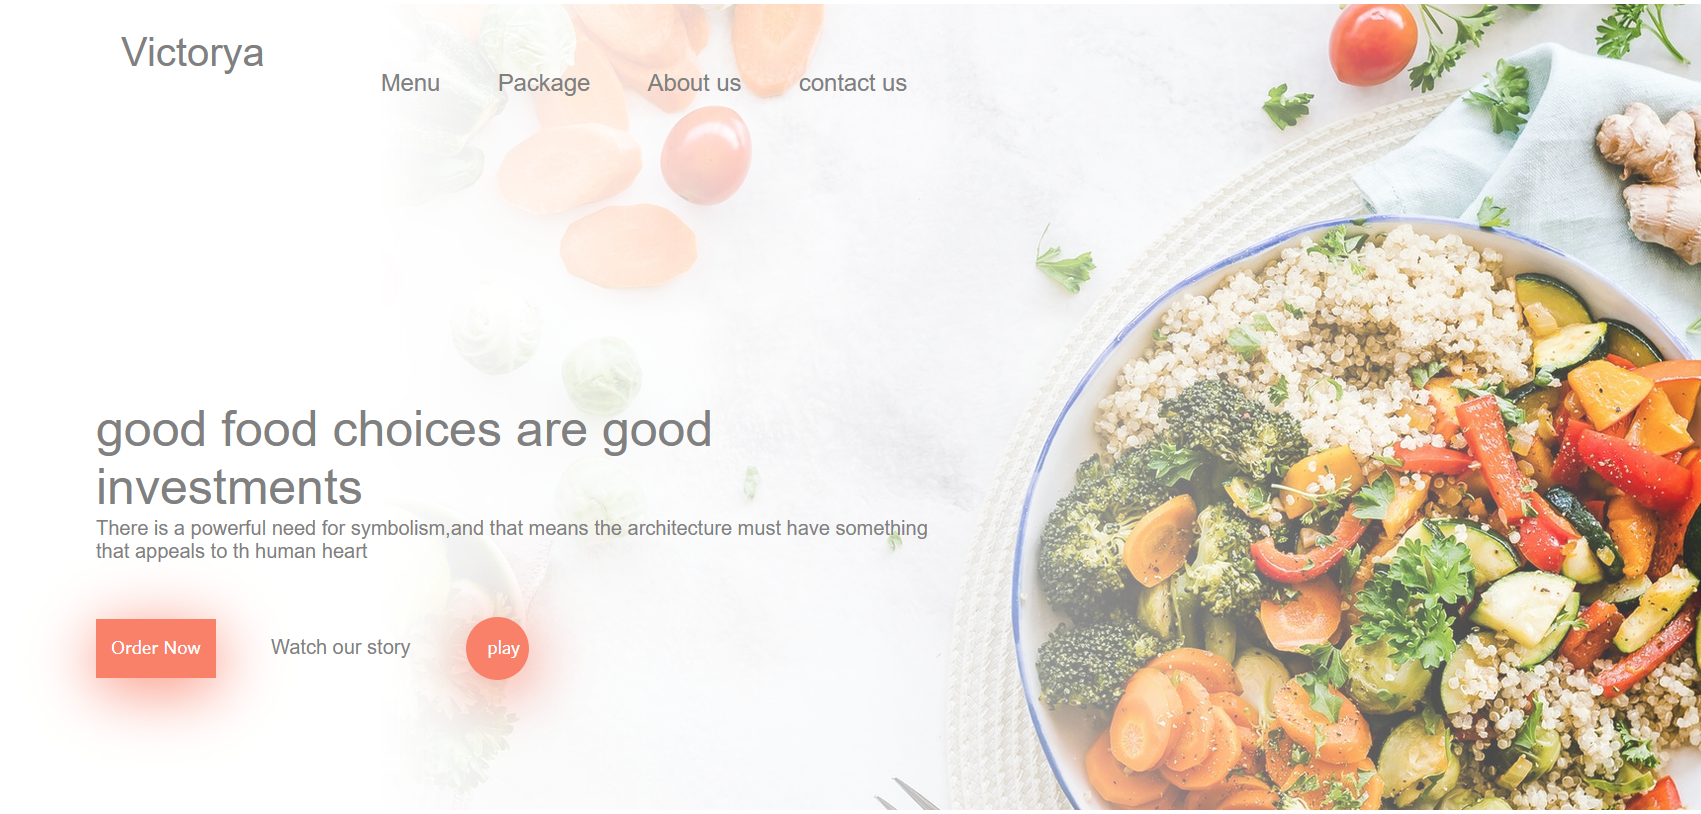 Victorya
Menu Package About us contact us
good food choices are good
investments
There is a powerful need for symbolism,and that means the architecture must have something
that appeals to th human heart
Order Now Watch our story play